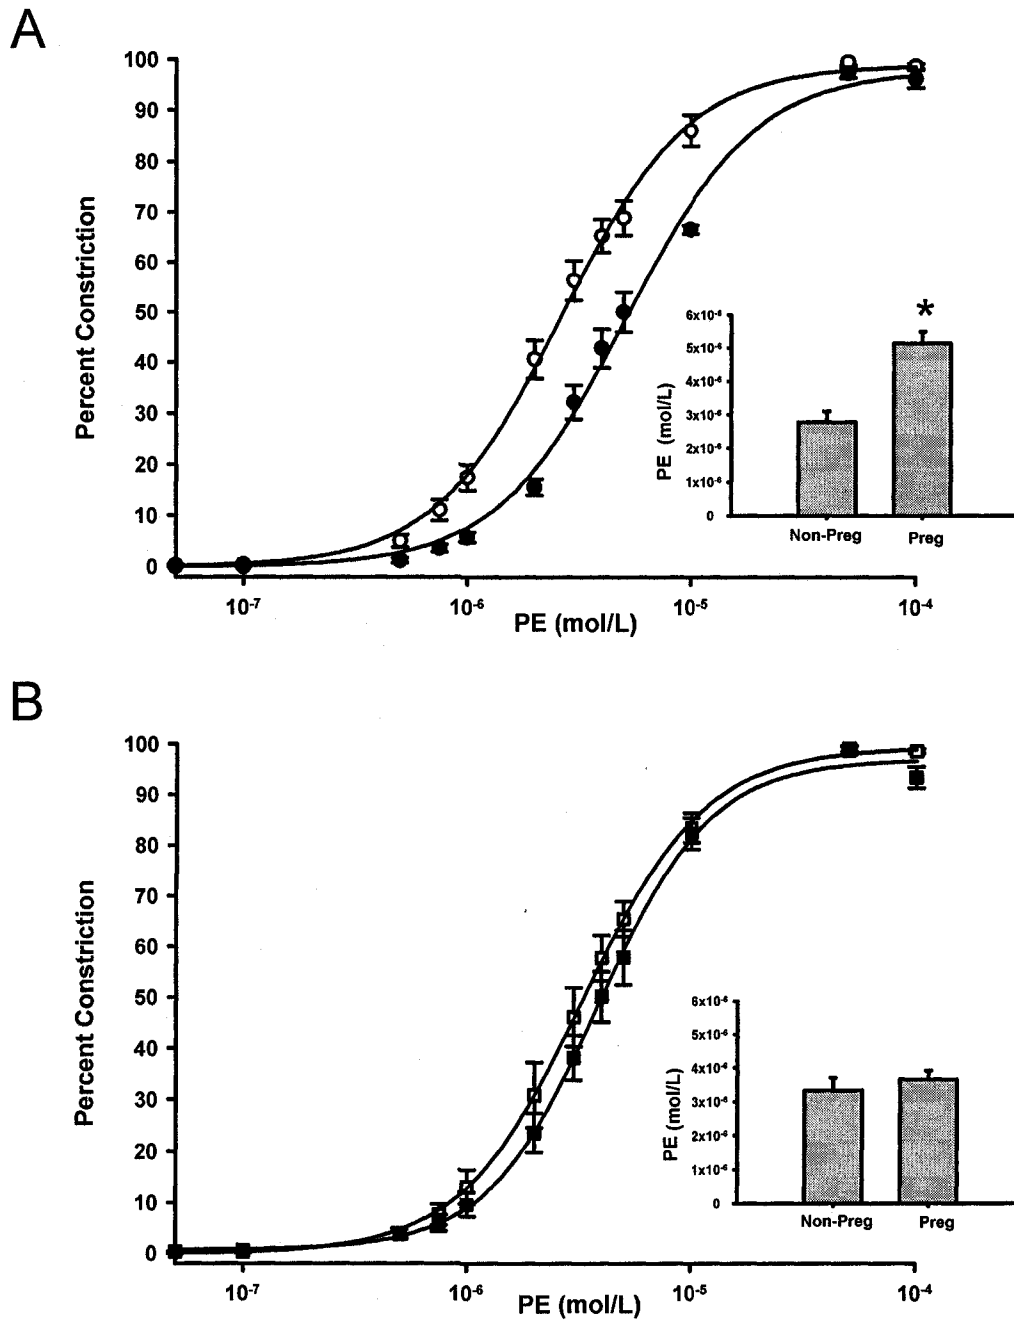 A
100
90
80
70
60
50
40
30
20
10
0
Percent Constriction
10⁻⁷
10⁻⁶
10⁻⁵
10⁻⁴
PE (mol/L)
6x10⁻⁶
5x10⁻⁶
4x10⁻⁶
3x10⁻⁶
2x10⁻⁶
1x10⁻⁶
0
PE (mol/L)
*
Non-Preg
Preg
B
100
90
80
70
60
50
40
30
20
10
0
Percent Constriction
10⁻⁷
10⁻⁶
10⁻⁵
10⁻⁴
PE (mol/L)
6x10⁻⁶
5x10⁻⁶
4x10⁻⁶
3x10⁻⁶
2x10⁻⁶
1x10⁻⁶
0
PE (mol/L)
Non-Preg
Preg